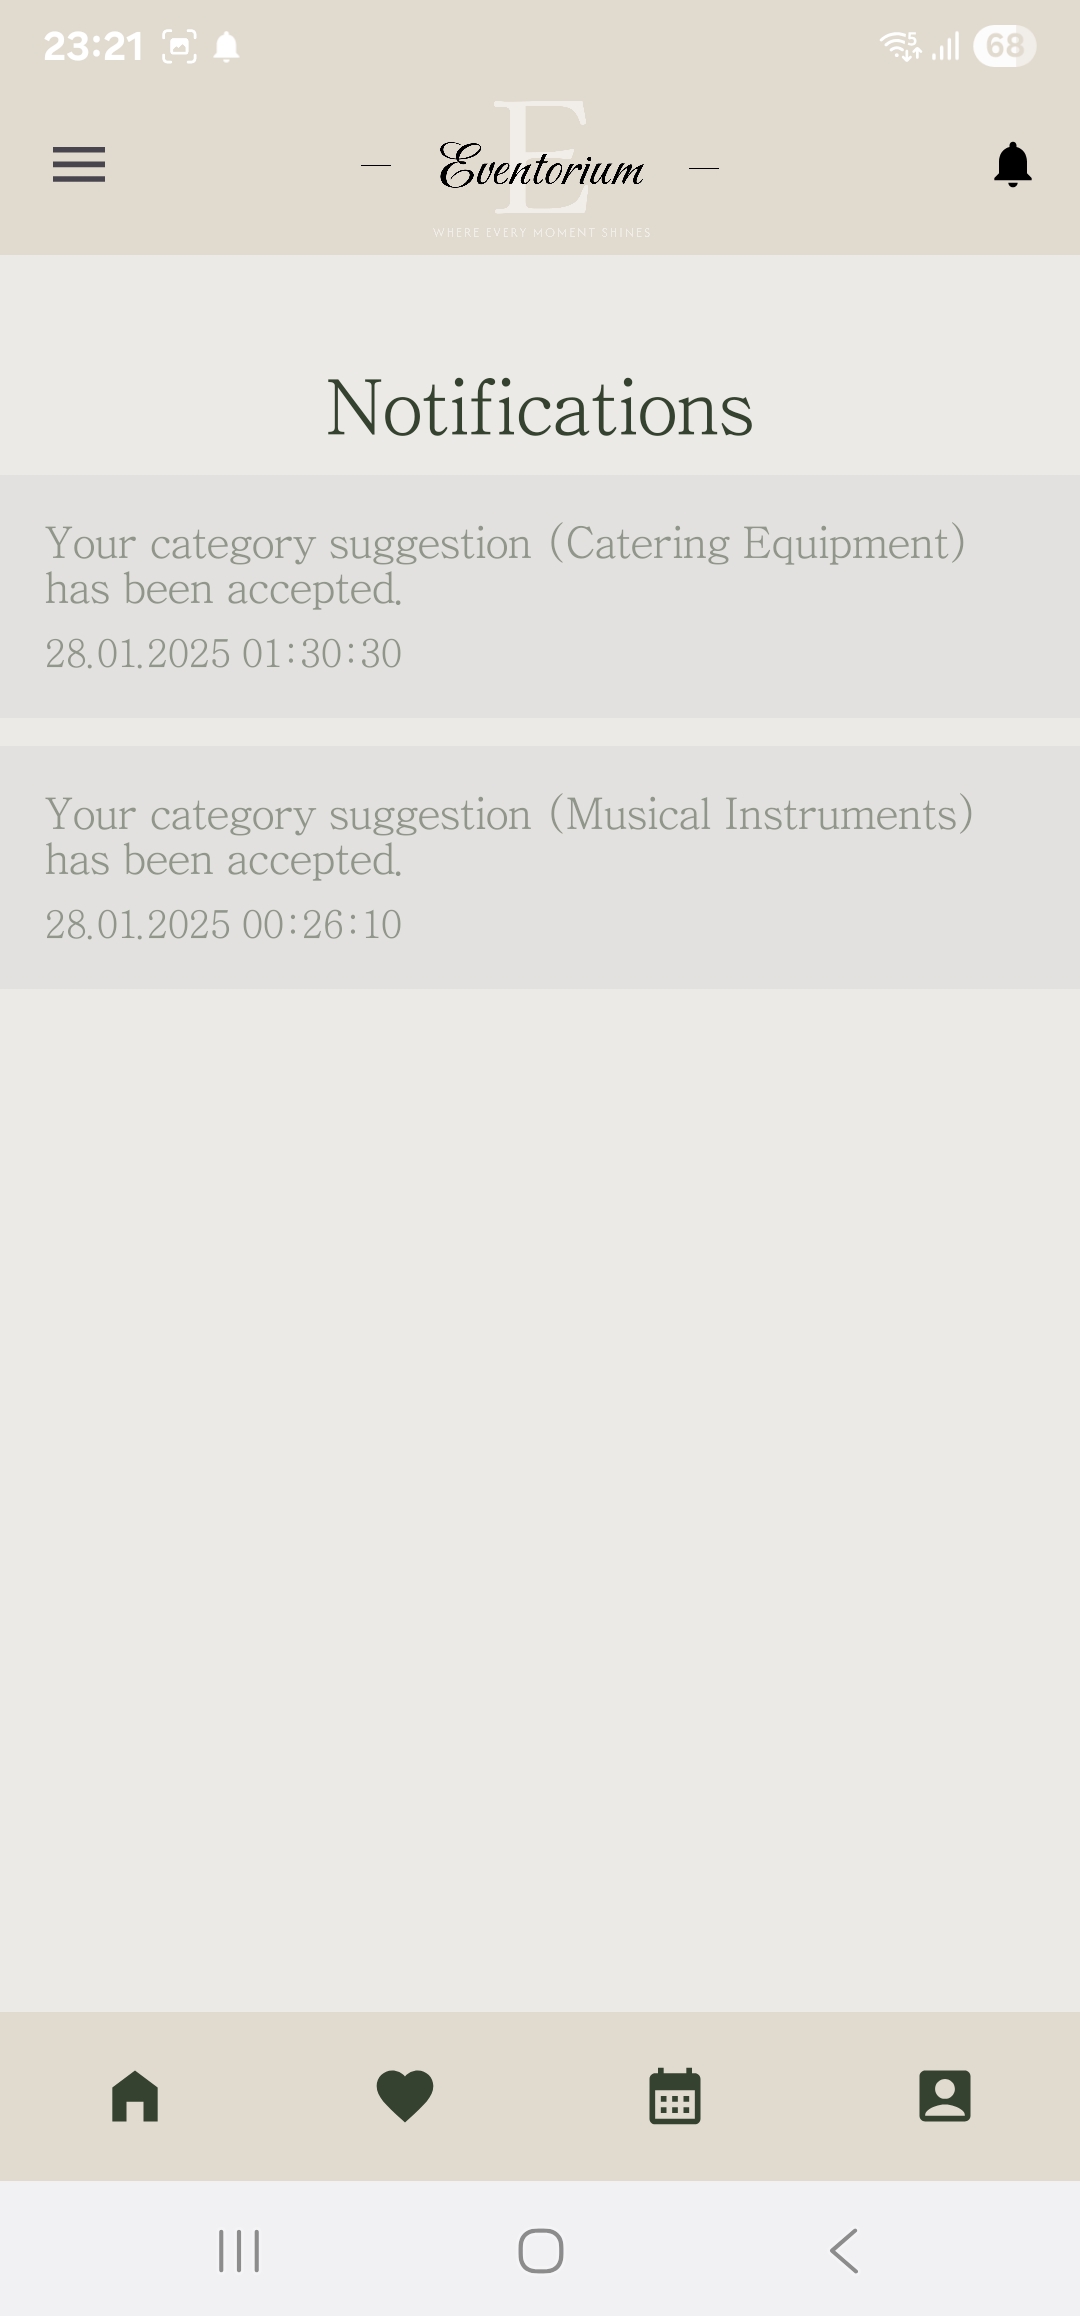 23:21
5
68
E
Eventorium
WHERE EVERY MOMENT SHINES
Notifications
Your category suggestion (Catering Equipment)
has been accepted.
28.01.2025 01:30:30
Your category suggestion (Musical Instruments)
has been accepted.
28.01.2025 00:26:10